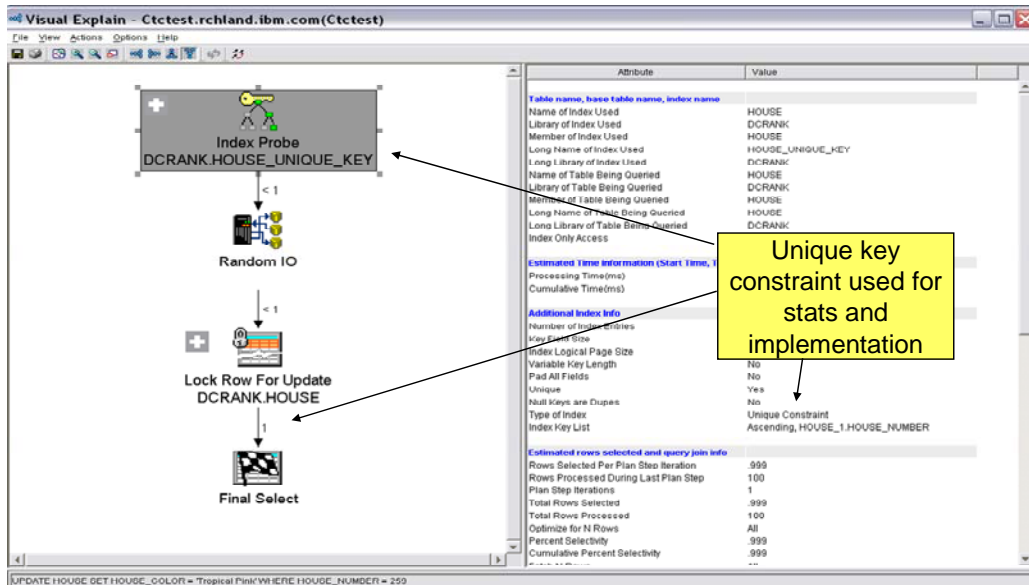 Visual Explain - Ctctest.rchland.ibm.com(Ctctest)
File View Actions Options Help
Index Probe
DCRANK.HOUSE_UNIQUE_KEY
< 1
Random IO
< 1
Lock Row For Update
DCRANK.HOUSE
1
Final Select
Attribute Value
Table name, base table name, index name
Name of Index Used HOUSE
Library of Index Used DCRANK
Member of Index Used HOUSE
Long Name of Index Used HOUSE_UNIQUE_KEY
Long Library of Index Used DCRANK
Name of Table Being Queried HOUSE
Library of Table Being Queried DCRANK
Member of Table Being Queried HOUSE
Long Name of Table Being Queried HOUSE
Long Library of Table Being Queried DCRANK
Index Only Access
Estimated Time Information (Start Time, T
Processing Time(ms)
Cumulative Time(ms)
Additional Index Info
Number of Index Entries
Key Field Size
Index Logical Page Size
Variable Key Length No
Pad All Fields No
Unique Yes
Null Keys are Dupes No
Type of Index Unique Constraint
Index Key List Ascending, HOUSE_1.HOUSE_NUMBER
Estimated rows selected and query join info
Rows Selected Per Plan Step Iteration .999
Rows Processed During Last Plan Step 100
Plan Step Iterations 1
Total Rows Selected .999
Total Rows Processed 100
Optimize for N Rows All
Percent Selectivity .999
Cumulative Percent Selectivity .999
Unique key
constraint used for
stats and
implementation
UPDATE HOUSE SET HOUSE_COLOR = 'Tropical Pink' WHERE HOUSE_NUMBER = 259